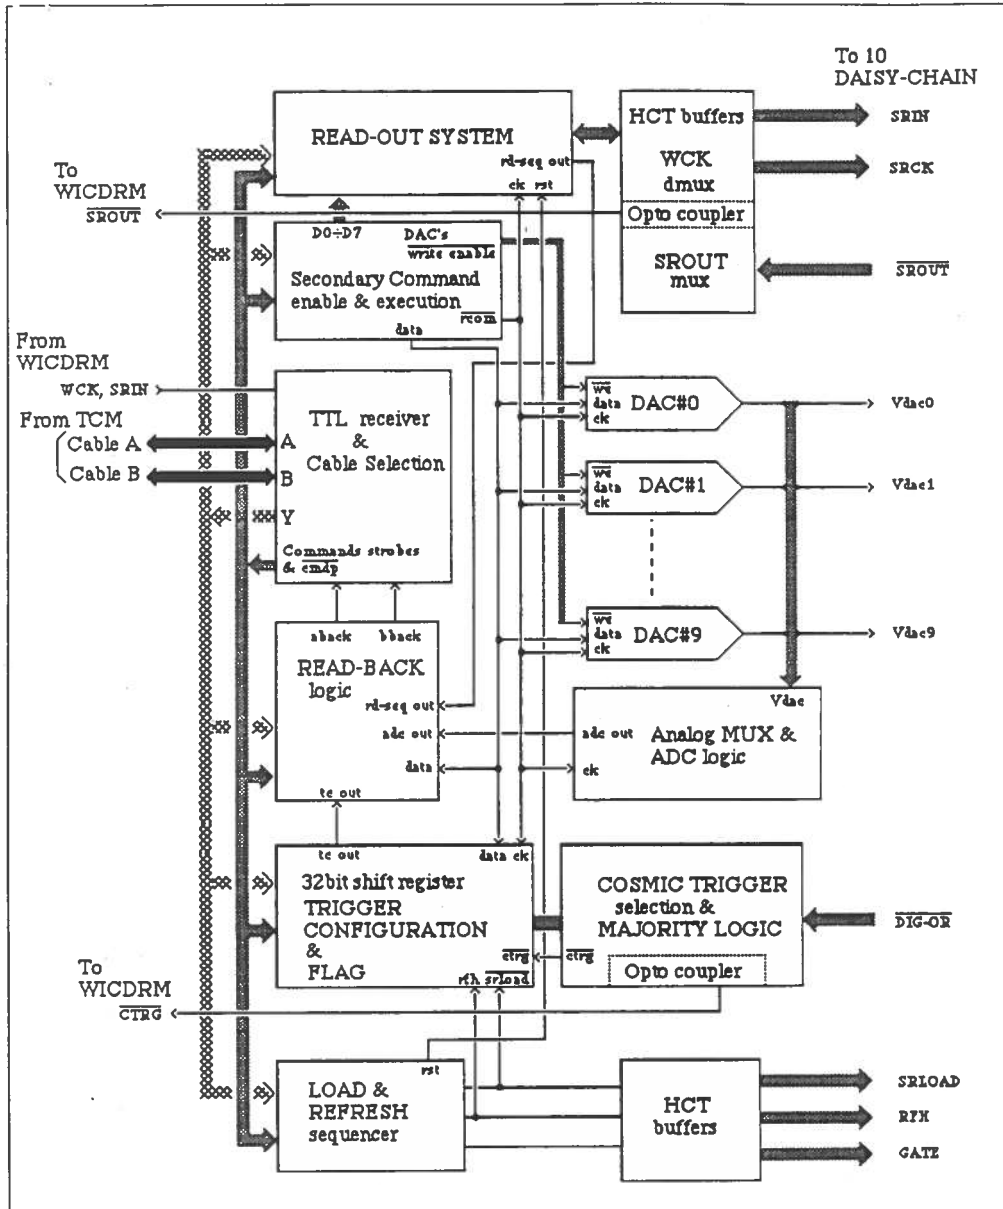 To 10
DAISY-CHAIN
READ-OUT SYSTEM
rd-seq out
ck rst
HCT buffers
WCK
dmux
Opto coupler
SROUT
mux
SRIN
SRCK
SROUT
To
WICDRM
SROUT
D0÷D7
DAC's
write enable
Secondary Command
enable & execution
rcom
data
From
WICDRM
WCK, SRIN
From TCM
Cable A
Cable B
A
B
Y
TTL receiver
&
Cable Selection
Commands strobes
& cmdp
we
data
ck
DAC#0
Vdac0
we
data
ck
DAC#1
Vdac1
we
data
ck
DAC#9
Vdac9
aback
bback
READ-BACK
logic
rd-seq out
adc out
data
tc out
Vdac
adc out
Analog MUX &
ADC logic
ck
tc out
data ck
32bit shift register
TRIGGER
CONFIGURATION
&
FLAG
ctrg
rfh srload
COSMIC TRIGGER
selection &
MAJORITY LOGIC
ctrg
Opto coupler
DIG-OR
To
WICDRM
CTRG
rst
LOAD &
REFRESH
sequencer
HCT
buffers
SRLOAD
RFH
GATE